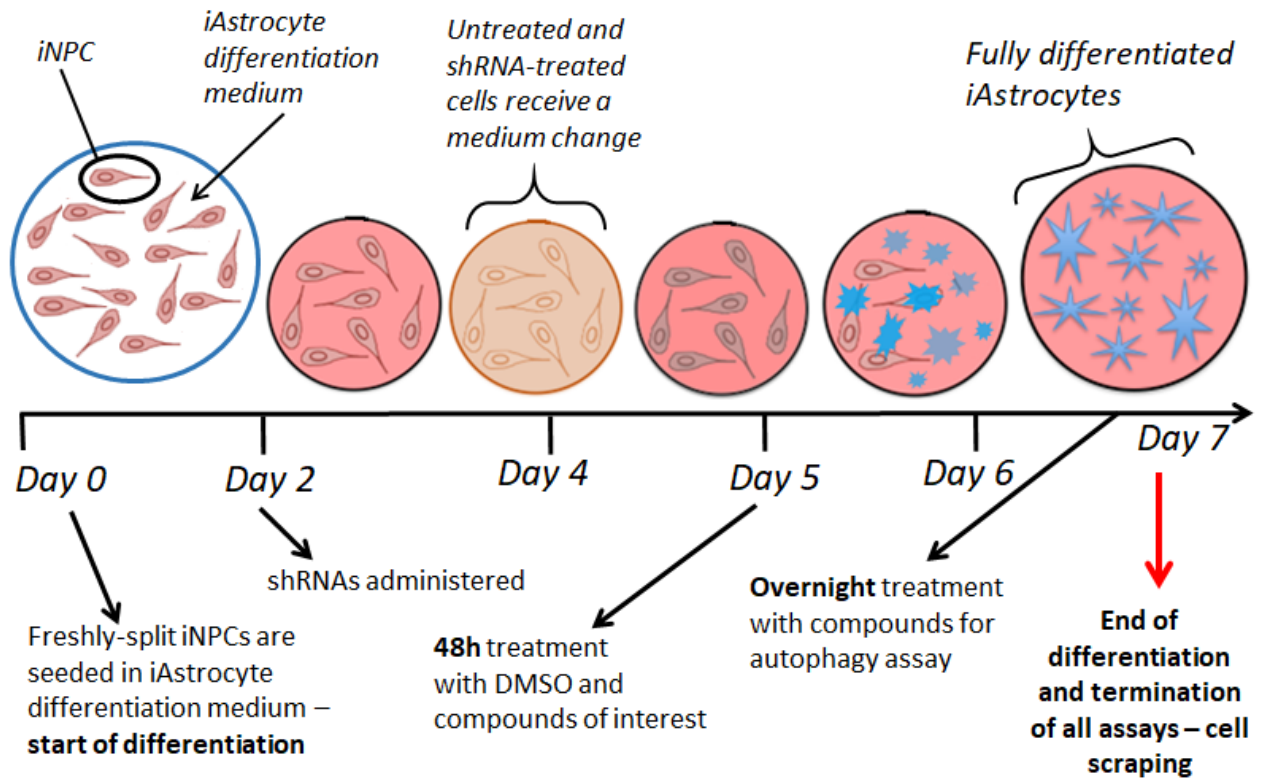 iNPC
iAstrocyte
differentiation
medium
Untreated and
shRNA-treated
cells receive a
medium change
Fully differentiated
iAstrocytes
Day 0
Day 2
Day 4
Day 5
Day 6
Day 7
Freshly-split iNPCs are
seeded in iAstrocyte
differentiation medium –
start of differentiation
shRNAs administered
48h treatment
with DMSO and
compounds of interest
Overnight treatment
with compounds for
autophagy assay
End of
differentiation
and termination
of all assays – cell
scraping